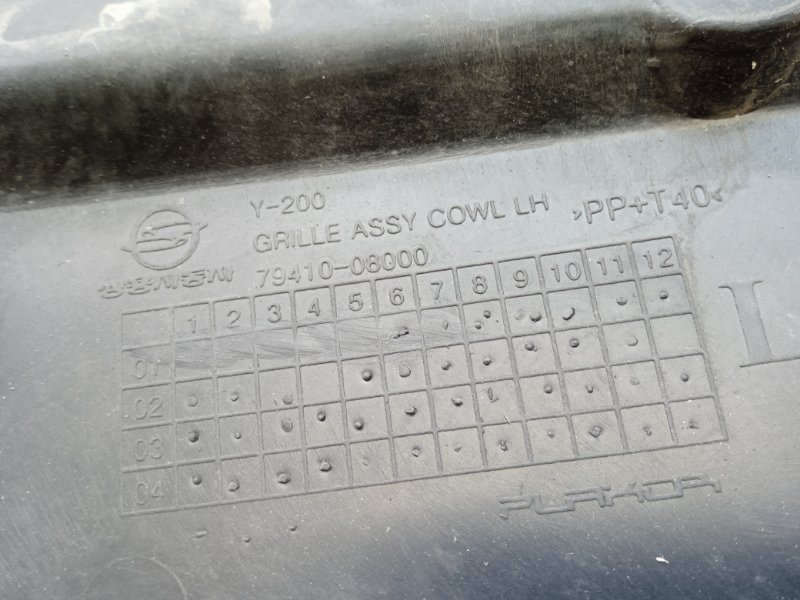 Y-200
GRILLE ASSY COWL LH >PP+T40<
쌍용자동차 79410-08000
1 2 3 4 5 6 7 8 9 10 11 12
01
02
03
04
L
PLAKOR